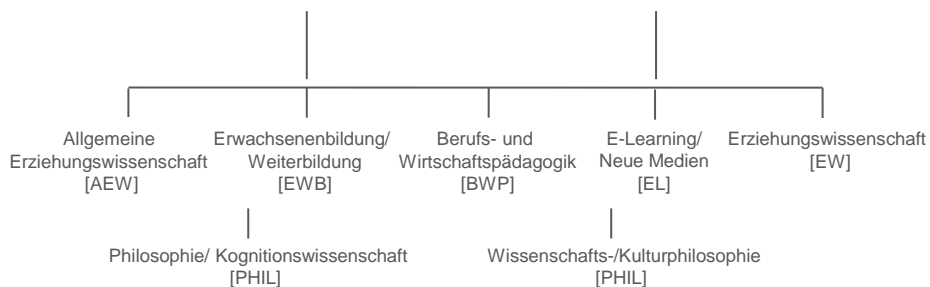 Allgemeine
Erziehungswissenschaft
[AEW]
Erwachsenenbildung/
Weiterbildung
[EWB]
Berufs- und
Wirtschaftspädagogik
[BWP]
E-Learning/
Neue Medien
[EL]
Erziehungswissenschaft
[EW]
Philosophie/ Kognitionswissenschaft
[PHIL]
Wissenschafts-/Kulturphilosophie
[PHIL]